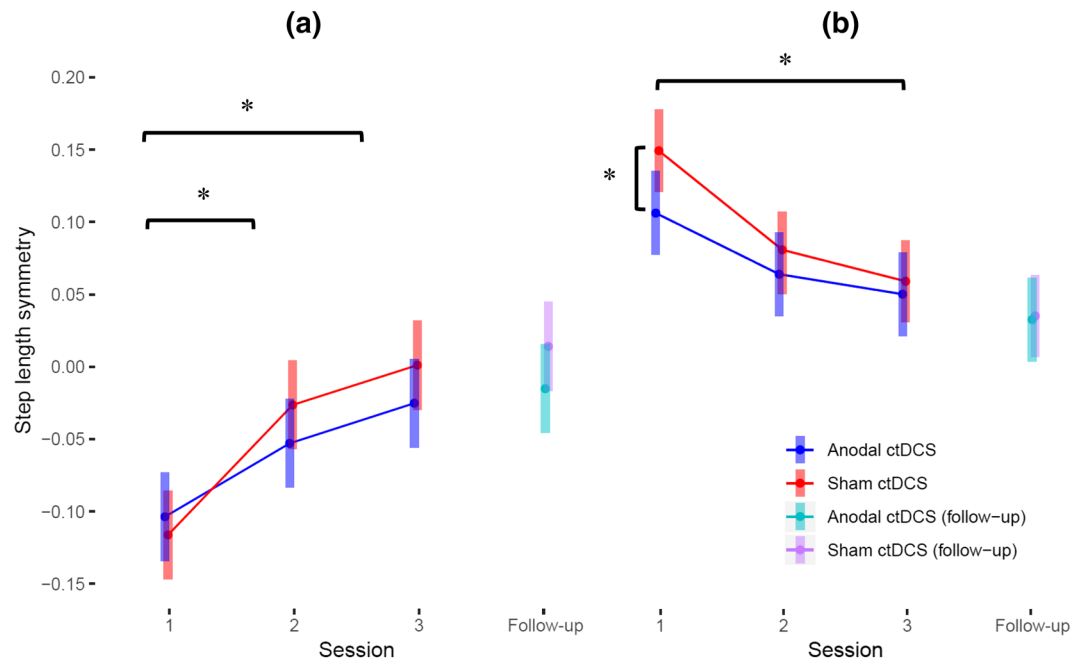 (a)
(b)
*
*
*
*
Step length symmetry
0.20
0.15
0.10
0.05
0.00
−0.05
−0.10
−0.15
1 2 3 Follow-up
Session
1 2 3 Follow-up
Session
Anodal ctDCS
Sham ctDCS
Anodal ctDCS (follow−up)
Sham ctDCS (follow−up)